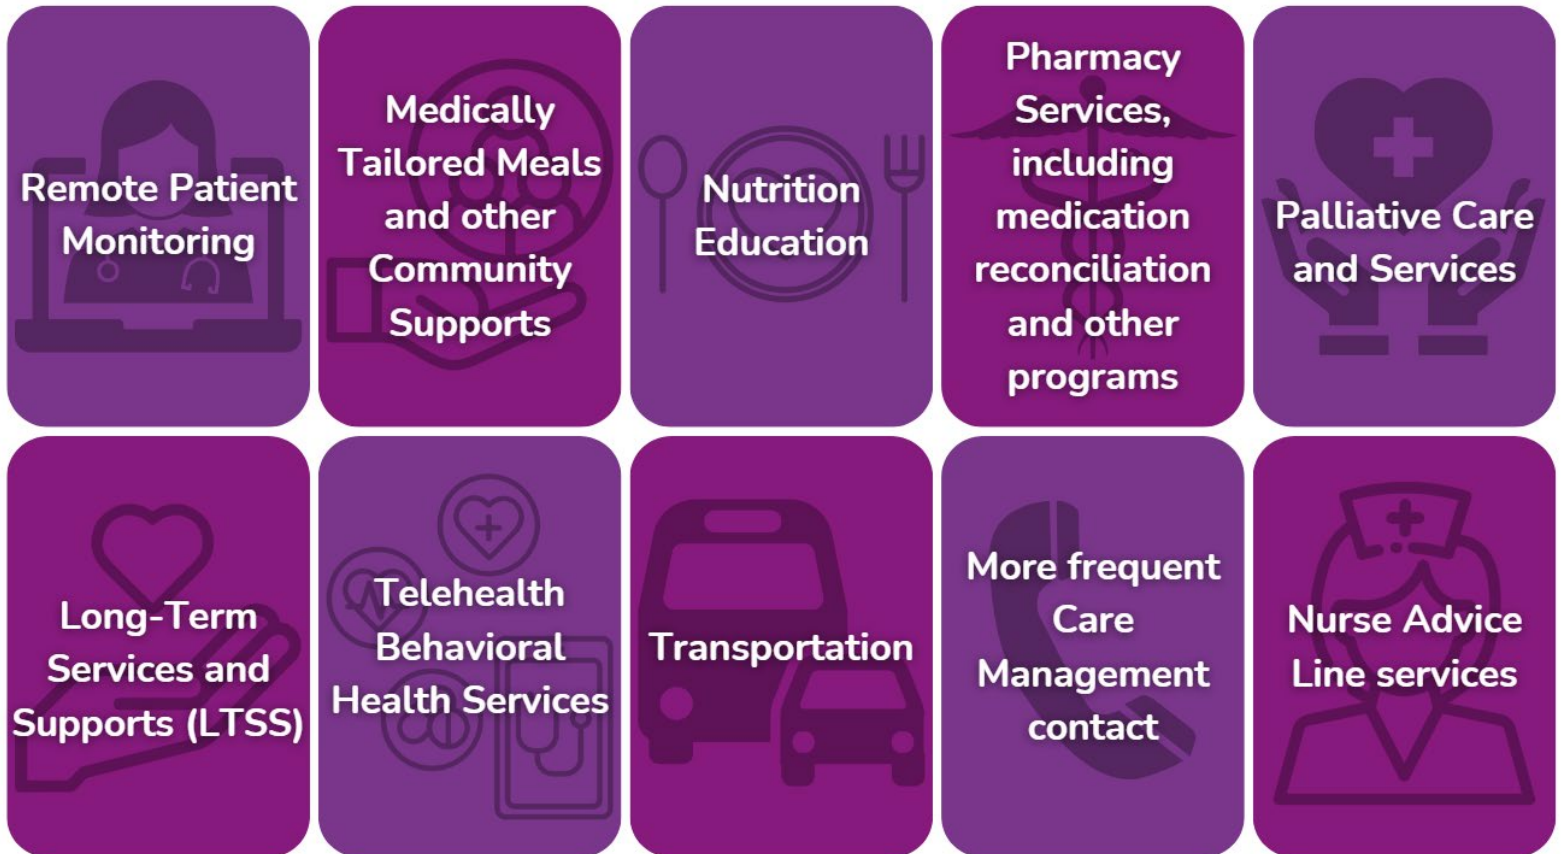 Remote Patient
Monitoring
Medically
Tailored Meals
and other
Community
Supports
Nutrition
Education
Pharmacy
Services,
including
medication
reconciliation
and other
programs
Palliative Care
and Services
Long-Term
Services and
Supports (LTSS)
Telehealth
Behavioral
Health Services
Transportation
More frequent
Care
Management
contact
Nurse Advice
Line services